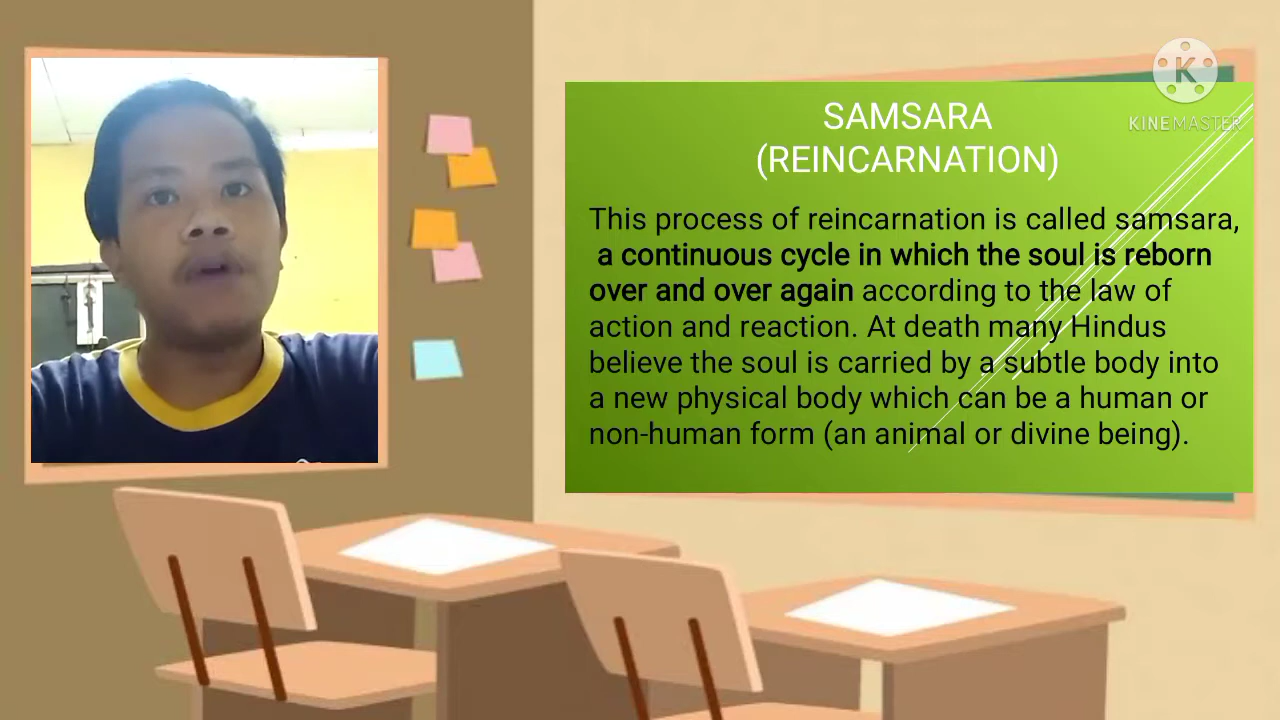 SAMSARA
(REINCARNATION)
This process of reincarnation is called samsara,
a continuous cycle in which the soul is reborn
over and over again according to the law of
action and reaction. At death many Hindus
believe the soul is carried by a subtle body into
a new physical body which can be a human or
non-human form (an animal or divine being).
K
KINEMASTER